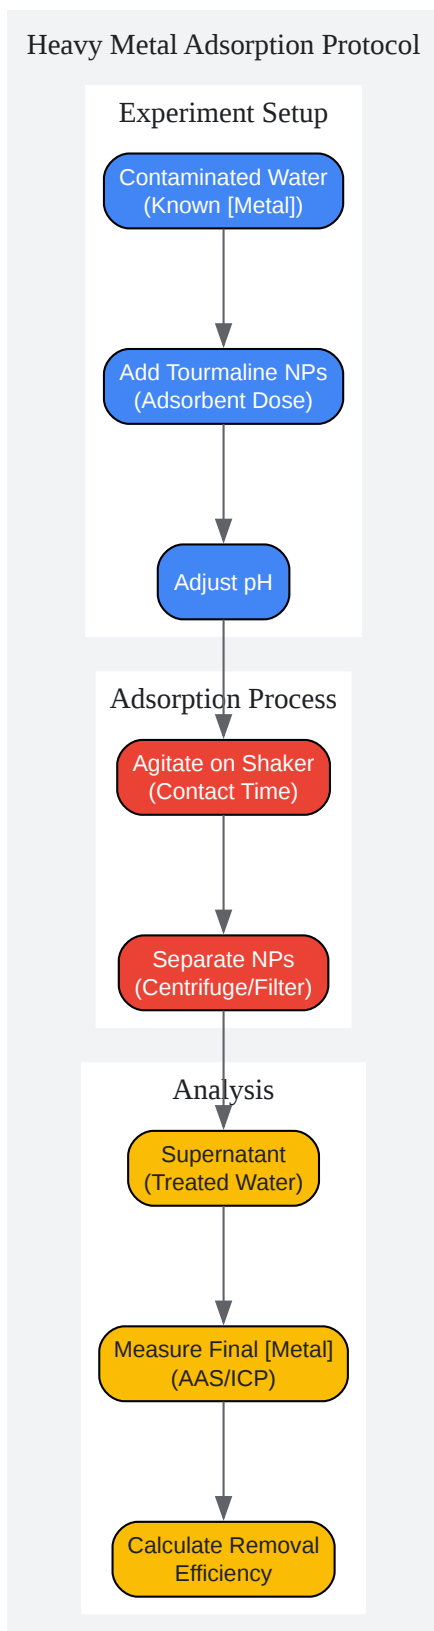 Heavy Metal Adsorption Protocol
Experiment Setup
Contaminated Water
(Known [Metal])
Add Tourmaline NPs
(Adsorbent Dose)
Adjust pH
Adsorption Process
Agitate on Shaker
(Contact Time)
Separate NPs
(Centrifuge/Filter)
Analysis
Supernatant
(Treated Water)
Measure Final [Metal]
(AAS/ICP)
Calculate Removal
Efficiency